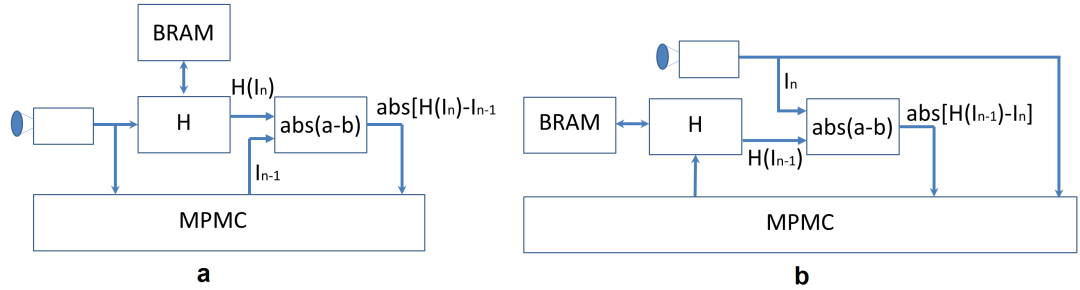 BRAM
H(In)
H
abs(a-b)
abs[H(In)-In-1
In-1
MPMC
a
In
BRAM
H
abs(a-b)
abs[H(In-1)-In]
H(In-1)
MPMC
b